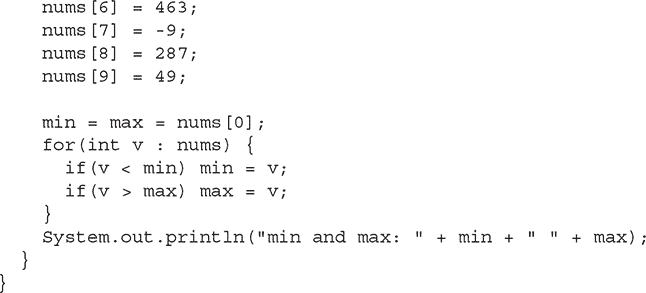 nums[6] = 463;
nums[7] = -9;
nums[8] = 287;
nums[9] = 49;
min = max = nums[0];
for(int v : nums) {
if(v < min) min = v;
if(v > max) max = v;
}
System.out.println("min and max: " + min + " " + max);
}
}